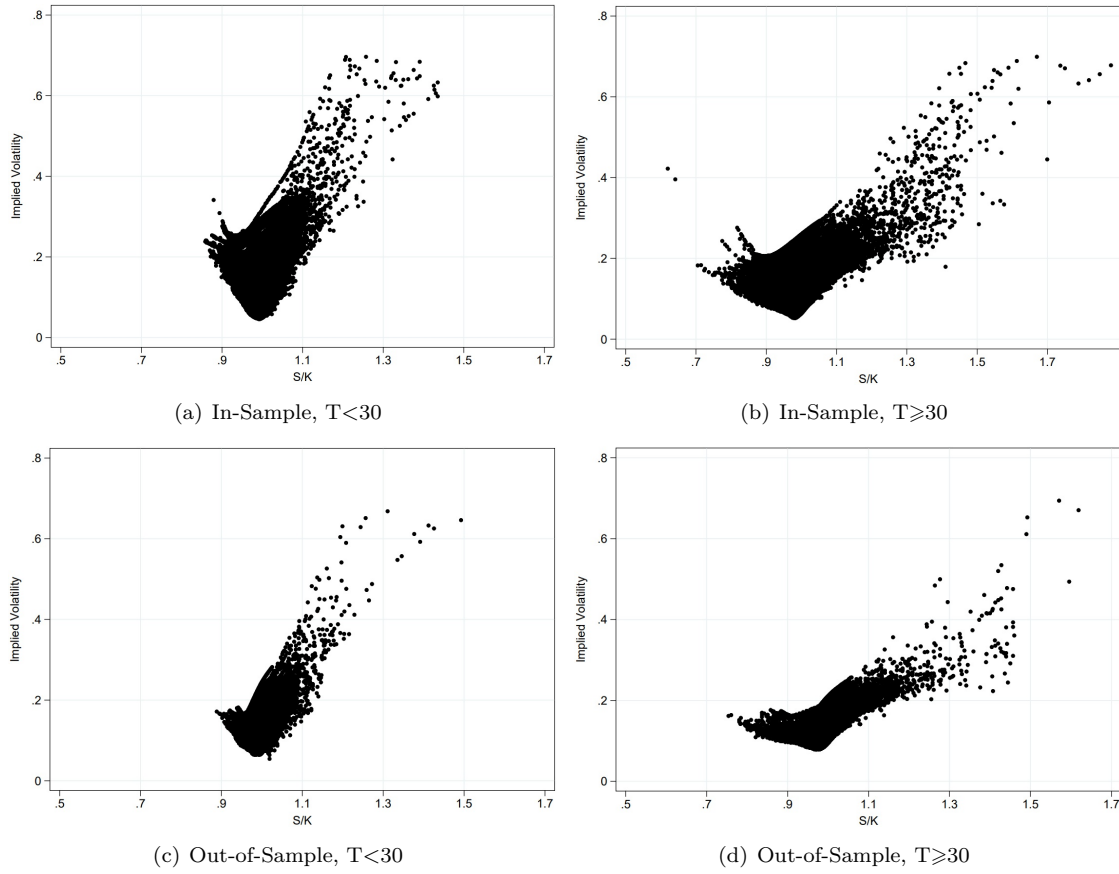 .8
.6
.4
.2
0
Implied Volatility
.5 .7 .9 1.1 1.3 1.5 1.7
S/K
(a) In-Sample, T<30
.8
.6
.4
.2
0
Implied Volatility
.5 .7 .9 1.1 1.3 1.5 1.7
S/K
(b) In-Sample, T⩾30
.8
.6
.4
.2
0
Implied Volatility
.5 .7 .9 1.1 1.3 1.5 1.7
S/K
(c) Out-of-Sample, T<30
.8
.6
.4
.2
0
Implied Volatility
.5 .7 .9 1.1 1.3 1.5 1.7
S/K
(d) Out-of-Sample, T⩾30